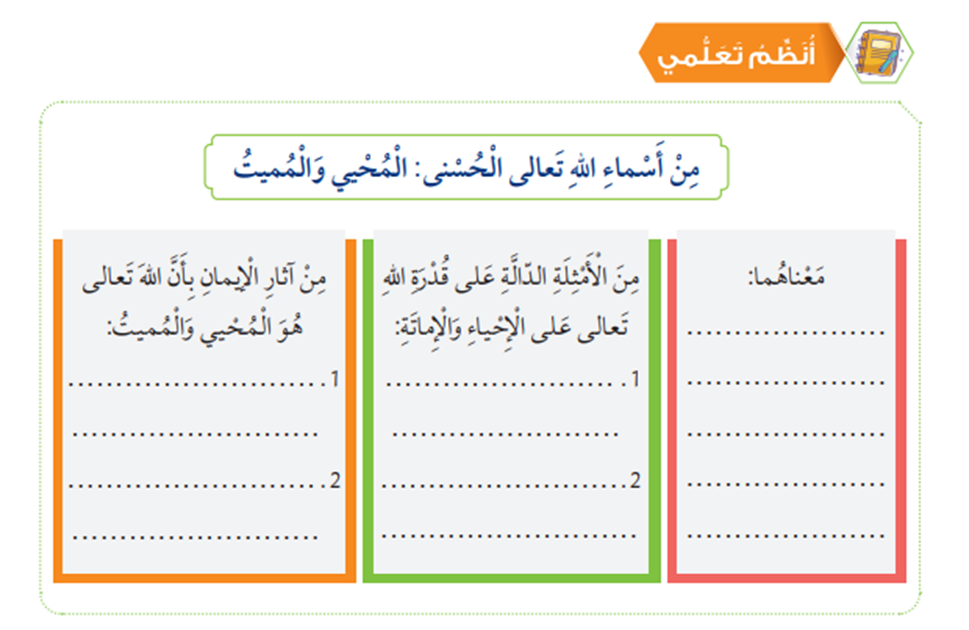 أُنَظِّمُ تَعَلُّمي
مِنْ أَسْماءِ اللهِ تَعالى الْحُسْنى: الْمُحْيي وَالْمُميتُ
مَعْناهُما:
.....................
.....................
.....................
.....................
.....................
مِنَ الْأَمْثِلَةِ الدّالَّةِ عَلى قُدْرَةِ اللهِ
تَعالى عَلى الْإِحْياءِ وَالْإِماتَةِ:
1. ........................
........................
2..........................
...........................
مِنْ آثارِ الْإيمانِ بِأَنَّ اللهَ تَعالى
هُوَ الْمُحْيي وَالْمُميتُ:
1. ..........................
..........................
2. ..........................
..........................